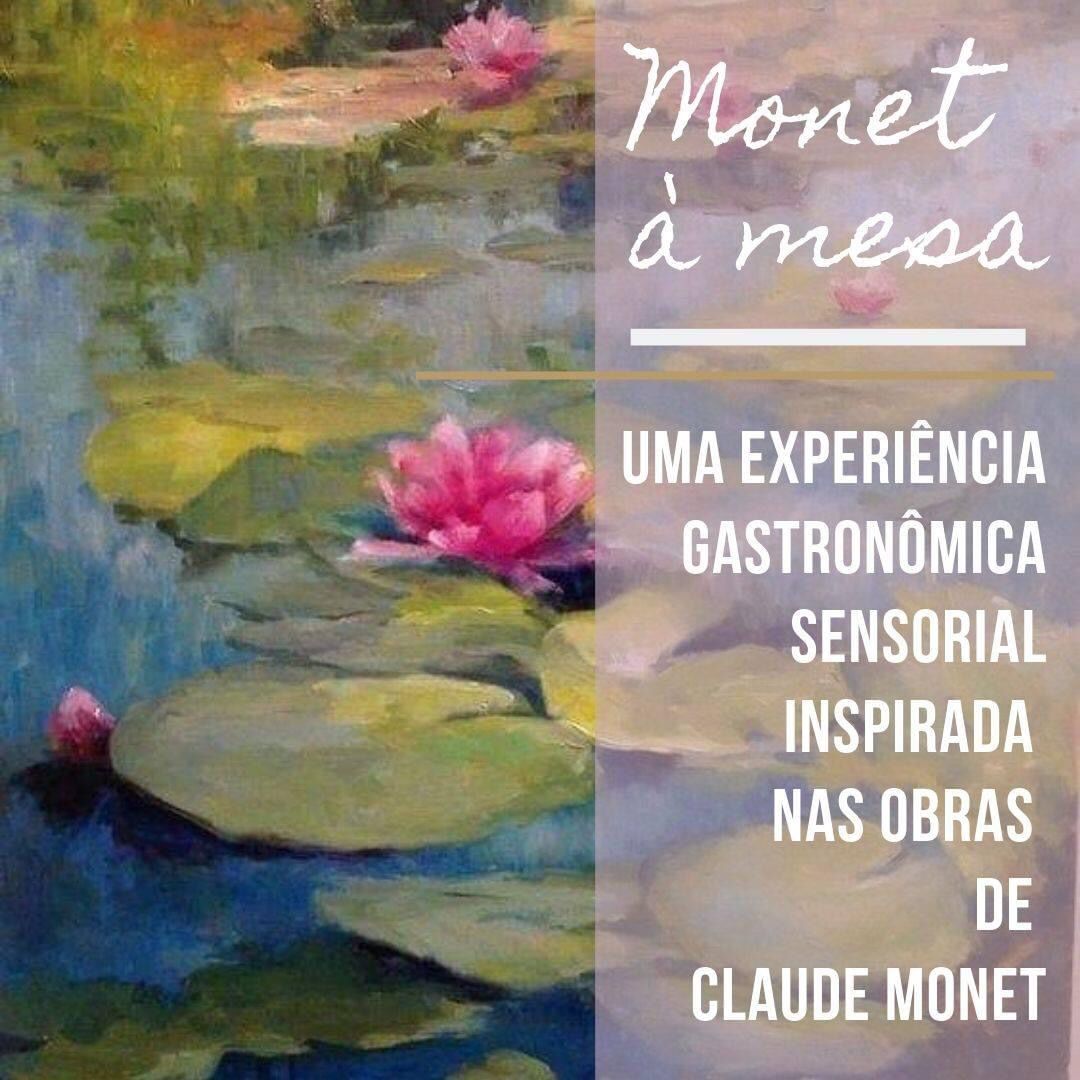 Monet
à mesa
UMA EXPERIÊNCIA
GASTRONÔMICA
SENSORIAL
INSPIRADA
NAS OBRAS
DE
CLAUDE MONET